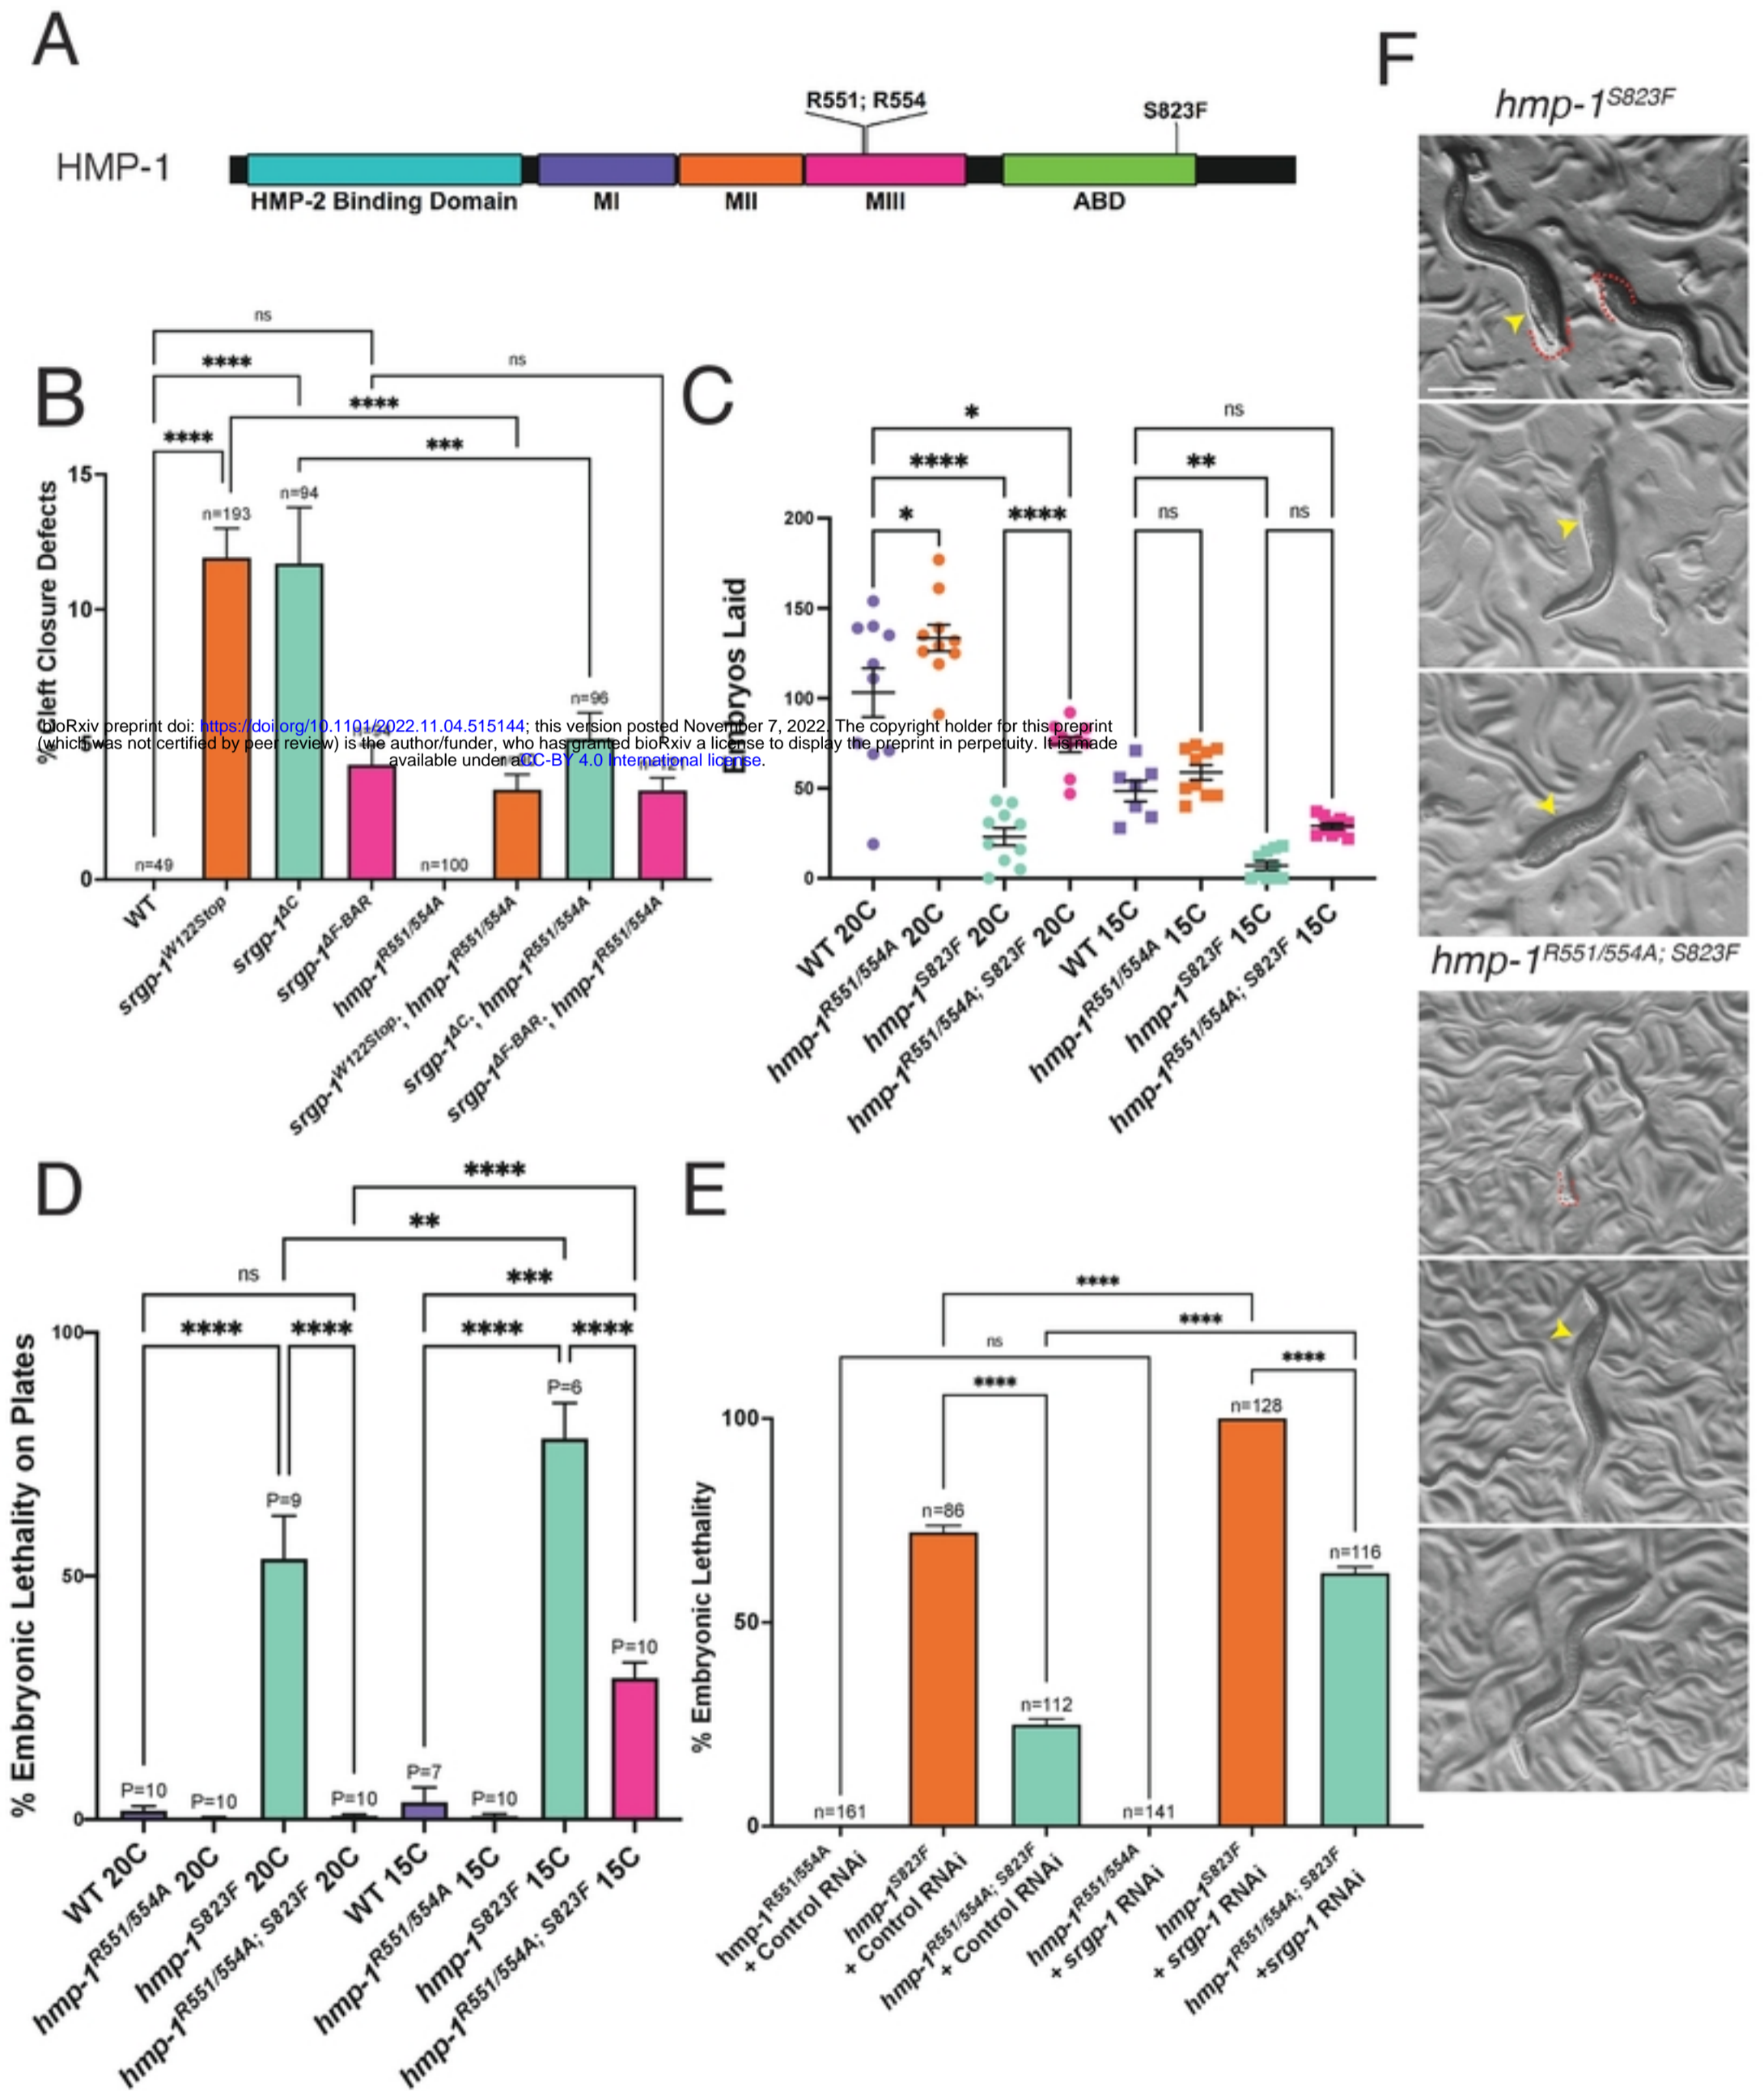 A
HMP-1
R551; R554
S823F
HMP-2 Binding Domain
MI
MII
MIII
ABD
B
ns
****
ns
****
****
***
% Cleft Closure Defects
15
10
5
0
n=49
n=193
n=94
n=100
n=96
WT
srgp-1W122Stop
srgp-1ΔC
srgp-1ΔF-BAR
hmp-1R551/554A
srgp-1W122Stop; hmp-1R551/554A
srgp-1ΔC; hmp-1R551/554A
srgp-1ΔF-BAR; hmp-1R551/554A
bioRxiv preprint doi: https://doi.org/10.1101/2022.11.04.515144; this version posted November 7, 2022. The copyright holder for this preprint
(which was not certified by peer review) is the author/funder, who has granted bioRxiv a license to display the preprint in perpetuity. It is made
available under aCC-BY 4.0 International license.
C
*
****
*
****
ns
**
ns
ns
Embryos Laid
200
150
100
50
0
WT 20C
hmp-1R551/554A 20C
hmp-1S823F 20C
hmp-1R551/554A; S823F 20C
WT 15C
hmp-1R551/554A 15C
hmp-1S823F 15C
hmp-1R551/554A; S823F 15C
D
****
**
ns
***
****
****
****
****
% Embryonic Lethality on Plates
100
50
0
P=10
P=10
P=9
P=10
P=7
P=10
P=6
P=10
WT 20C
hmp-1R551/554A 20C
hmp-1S823F 20C
hmp-1R551/554A; S823F 20C
WT 15C
hmp-1R551/554A 15C
hmp-1S823F 15C
hmp-1R551/554A; S823F 15C
E
****
****
ns
****
****
% Embryonic Lethality
100
50
0
n=161
n=86
n=112
n=141
n=128
n=116
hmp-1R551/554A
+ Control RNAi
hmp-1S823F
+ Control RNAi
hmp-1R551/554A; S823F
+ Control RNAi
hmp-1R551/554A
+ srgp-1 RNAi
hmp-1S823F
+ srgp-1 RNAi
hmp-1R551/554A; S823F
+srgp-1 RNAi
F
hmp-1S823F
hmp-1R551/554A; S823F